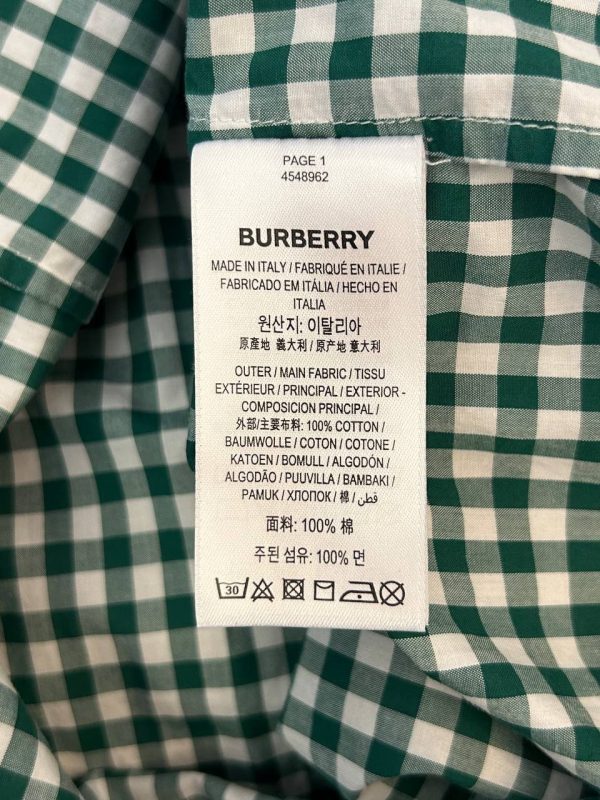 PAGE 1
4548962
BURBERRY
MADE IN ITALY / FABRIQUÉ EN ITALIE /
FABRICADO EM ITÁLIA / HECHO EN
ITALIA
원산지: 이탈리아
原產地 義大利 / 原产地 意大利
OUTER / MAIN FABRIC / TISSU
EXTÉRIEUR / PRINCIPAL / EXTERIOR -
COMPOSICION PRINCIPAL /
外部/主要布料: 100% COTTON /
BAUMWOLLE / COTON / COTONE /
KATOEN / BOMULL / ALGODÓN /
ALGODÃO / PUUVILLA / BAMBAKI /
PAMUK / ХЛОПОК / 棉 / قطن /
面料: 100% 棉
주된 섬유: 100% 면
30